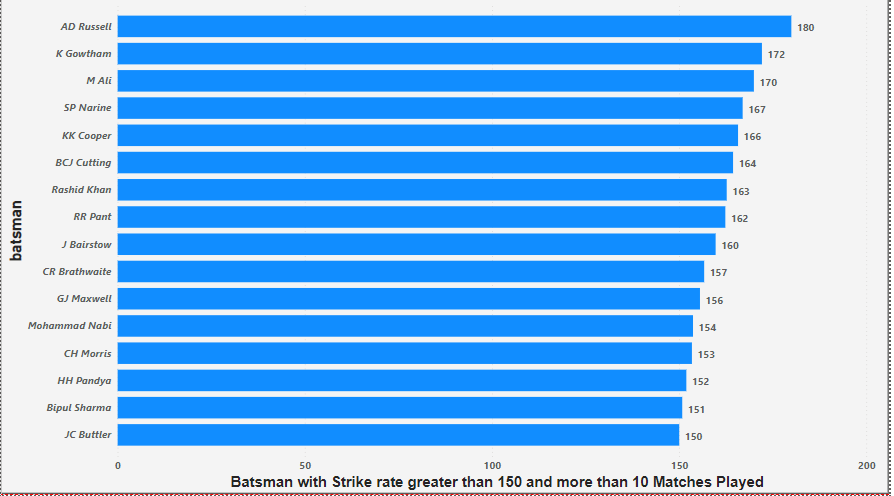 AD Russell 180
K Gowtham 172
M Ali 170
SP Narine 167
KK Cooper 166
BCJ Cutting 164
Rashid Khan 163
RR Pant 162
J Bairstow 160
CR Brathwaite 157
GJ Maxwell 156
Mohammad Nabi 154
CH Morris 153
HH Pandya 152
Bipul Sharma 151
JC Buttler 150
batsman
0 50 100 150 200
Batsman with Strike rate greater than 150 and more than 10 Matches Played